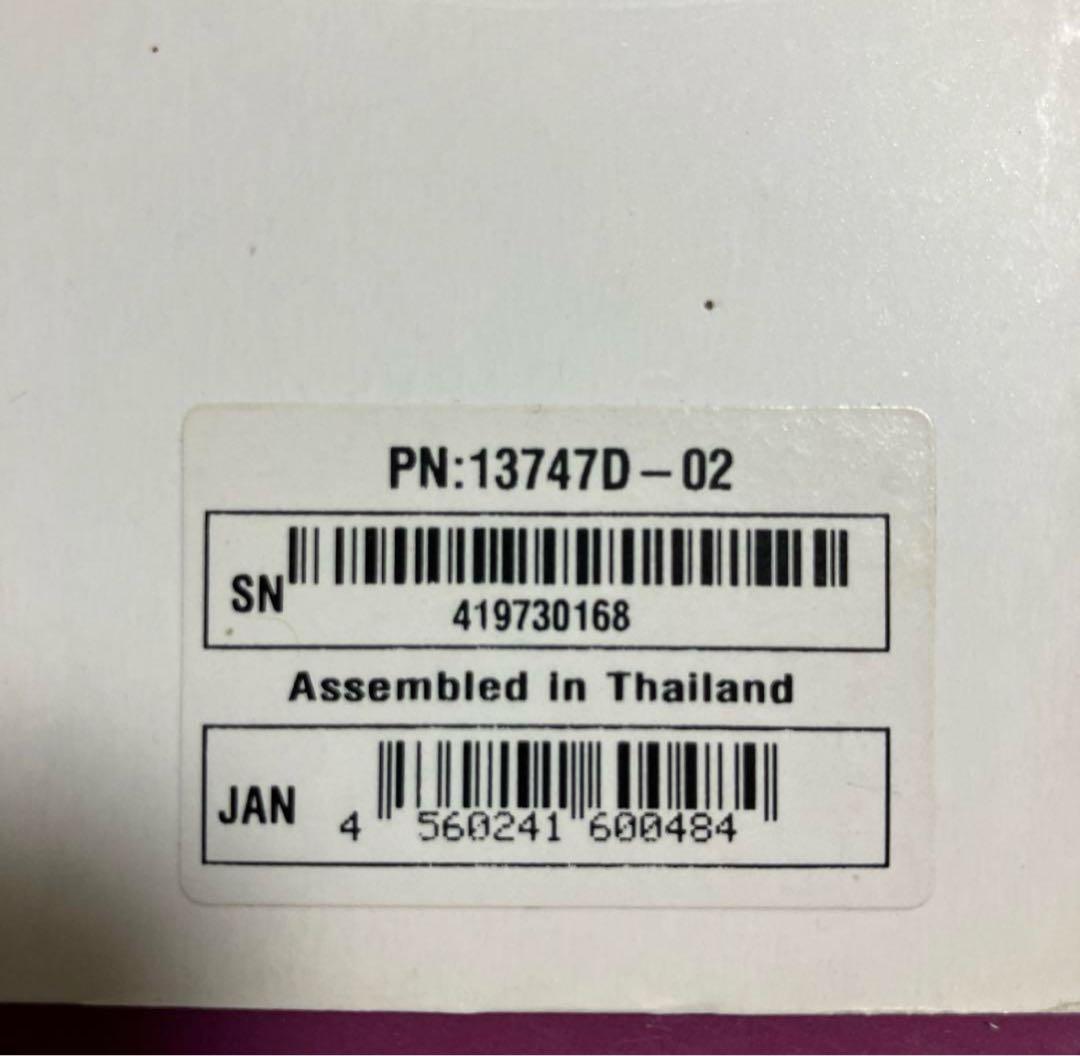 PN:13747D-02
SN
419730168
Assembled in Thailand
JAN 4 560241 600484